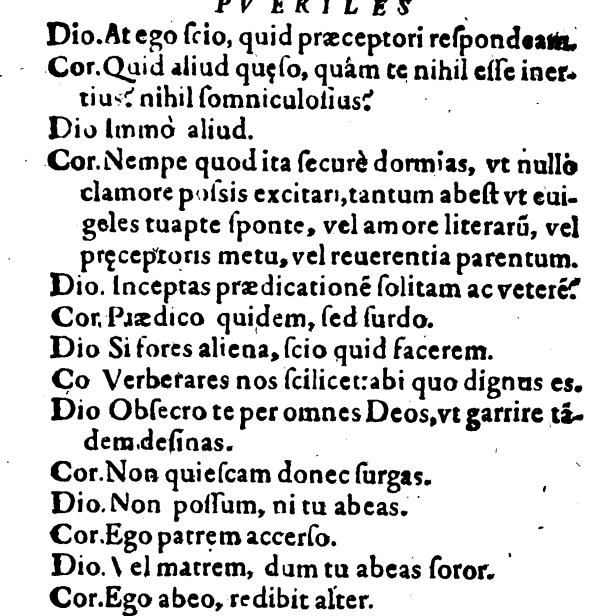 PVERILES
Dio. At ego ſcio, quid præceptori reſpondeam.
Cor. Quid aliud quęſo, quâm te nihil eſſe iner-
tius? nihil ſomniculoſius?
Dio Immò aliud.
Cor. Nempe quod ita ſecurè dormias, vt nullo
clamore poſsis excitari, tantum abeſt vt eui-
geles tuapte ſponte, vel amore literarũ, vel
pręceptoris metu, vel reuerentia parentum.
Dio. Inceptas prædicationẽ ſolitam ac veterẽ?
Cor. Prædico quidem, ſed ſurdo.
Dio Si fores aliena, ſcio quid facerem.
Co Verberares nos ſcilicet: abi quo dignus es.
Dio Obſecro te per omnes Deos, vt garrire tã-
dem deſinas.
Cor. Non quieſcam donec ſurgas.
Dio. Non poſſum, ni tu abeas.
Cor. Ego patrem accerſo.
Dio. Vel matrem, dum tu abeas ſoror.
Cor. Ego abeo, redibit alter.